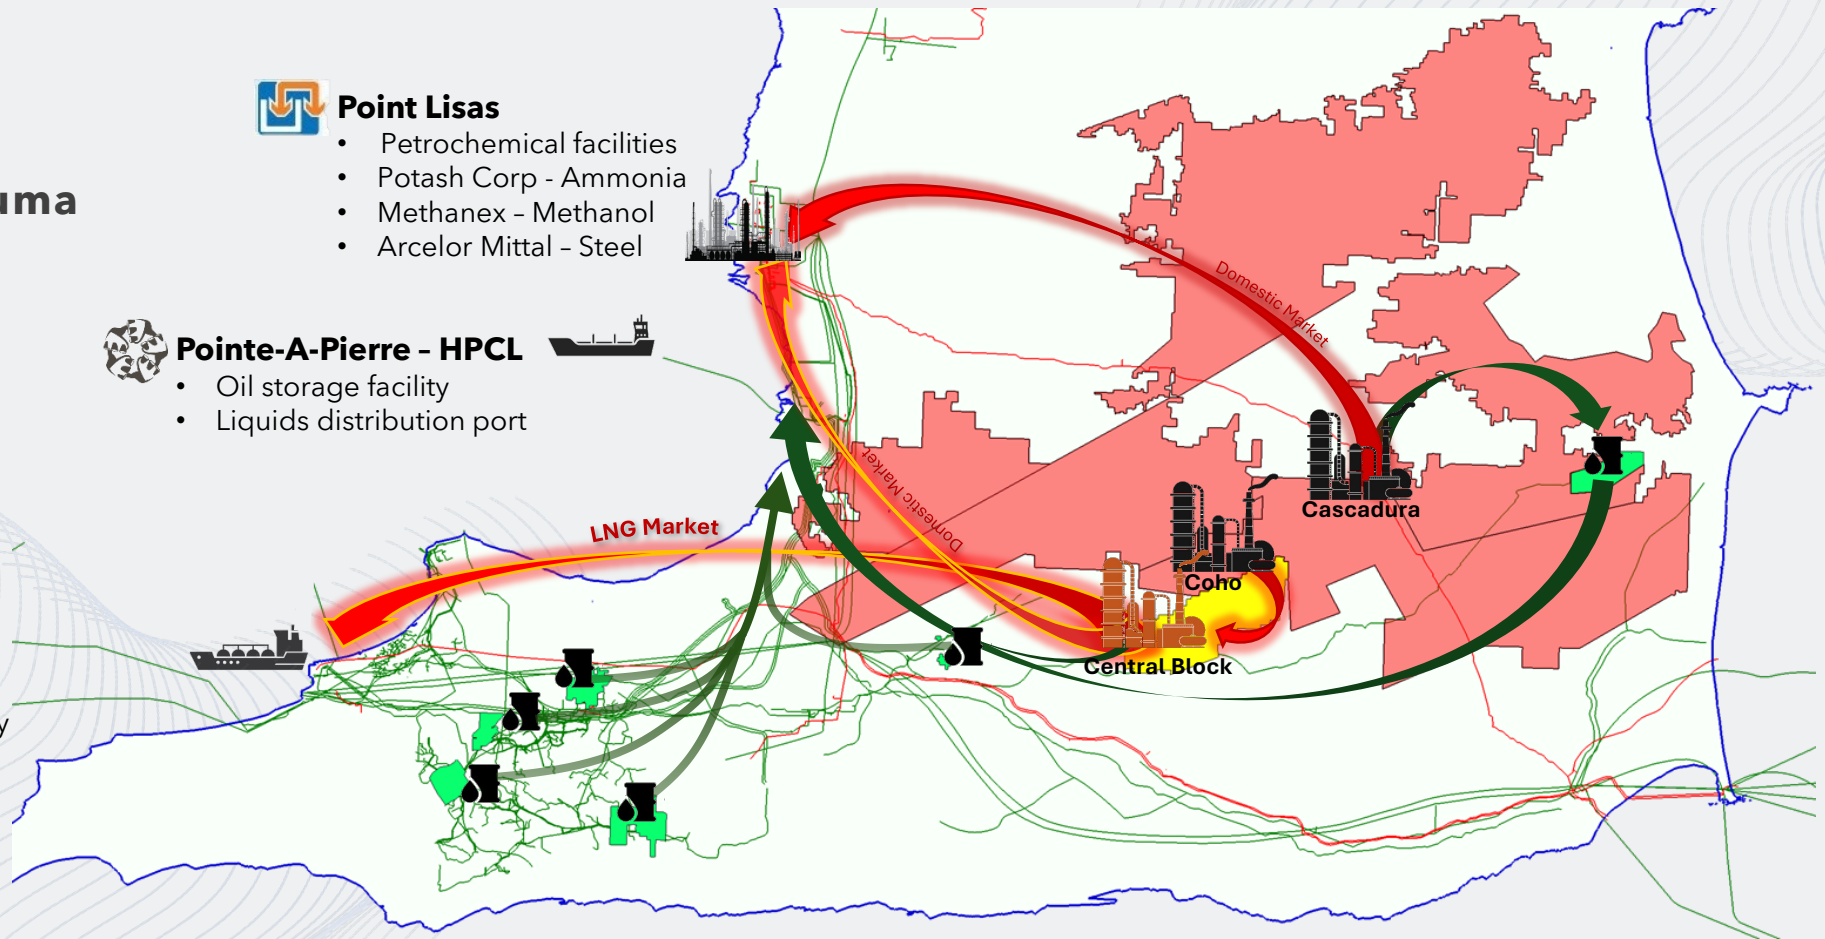 uma
Point Lisas
• Petrochemical facilities
• Potash Corp - Ammonia
• Methanex – Methanol
• Arcelor Mittal – Steel
Pointe-A-Pierre – HPCL
• Oil storage facility
• Liquids distribution port
Domestic Market
Domestic Market
LNG Market
Cascadura
Coho
Central Block
y